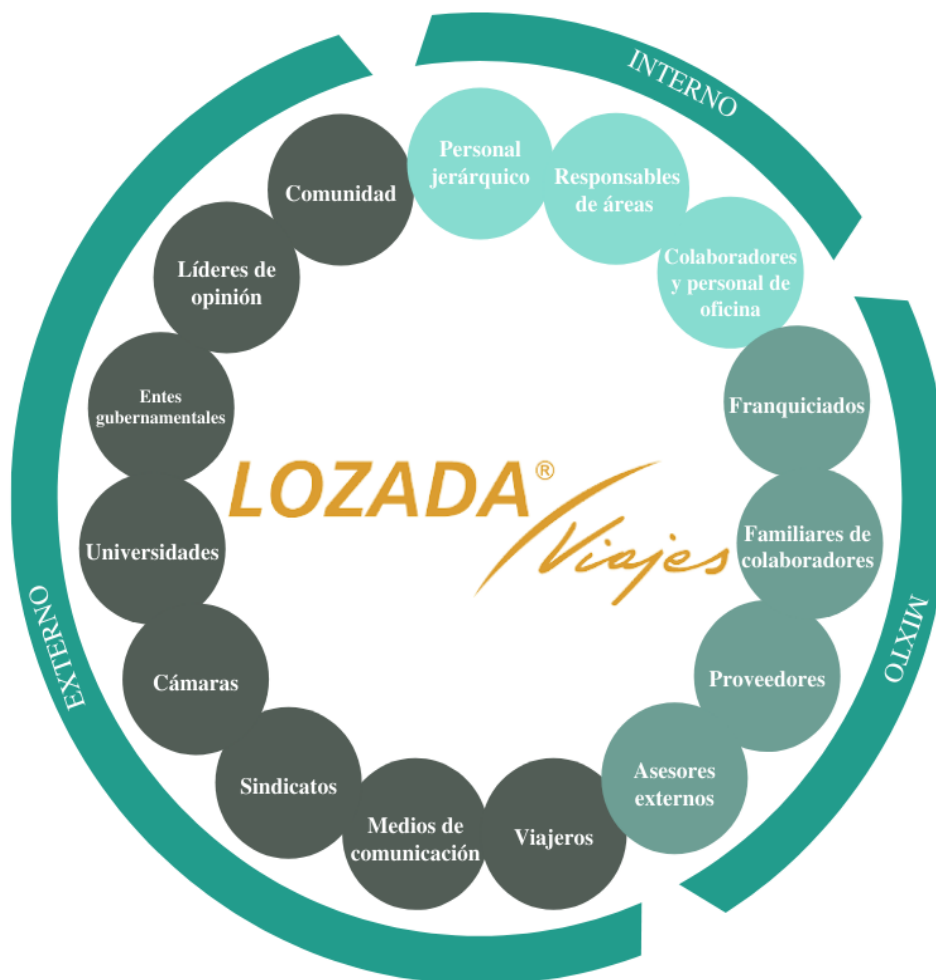 INTERNO
Personal
jerárquico
Responsables
de áreas
Colaboradores
y personal de
oficina
MIXTO
Franquiciados
Familiares de
colaboradores
Proveedores
Asesores
externos
EXTERNO
Viajeros
Medios de
comunicación
Sindicatos
Cámaras
Universidades
Entes
gubernamentales
Líderes de
opinión
Comunidad
LOZADA®
Viajes